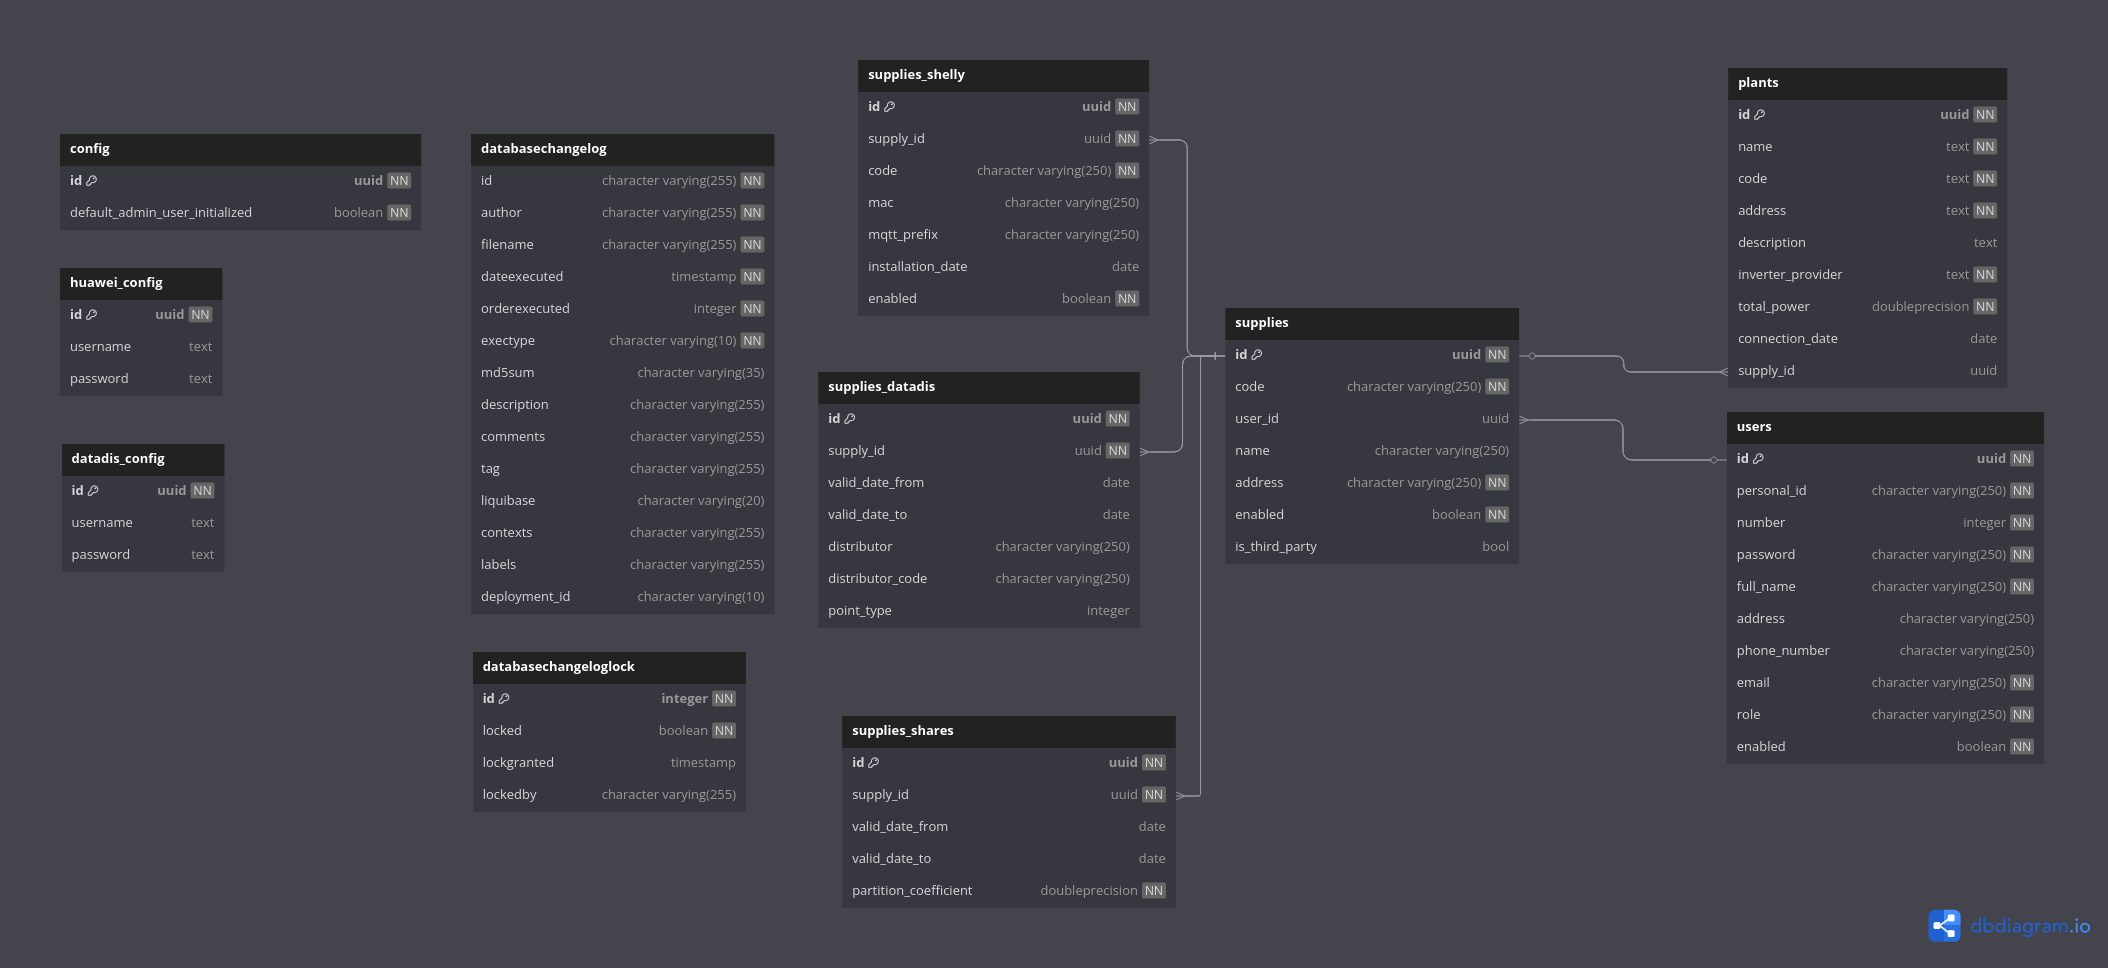 config
id uuid NN
default_admin_user_initialized boolean NN
huawei_config
id uuid NN
username text
password text
datadis_config
id uuid NN
username text
password text
databasechangelog
id character varying(255) NN
author character varying(255) NN
filename character varying(255) NN
dateexecuted timestamp NN
orderexecuted integer NN
exectype character varying(10) NN
md5sum character varying(35)
description character varying(255)
comments character varying(255)
tag character varying(255)
liquibase character varying(20)
contexts character varying(255)
labels character varying(255)
deployment_id character varying(10)
databasechangeloglock
id integer NN
locked boolean NN
lockgranted timestamp
lockedby character varying(255)
supplies_shelly
id uuid NN
supply_id uuid NN
code character varying(250) NN
mac character varying(250)
mqtt_prefix character varying(250)
installation_date date
enabled boolean NN
supplies_datadis
id uuid NN
supply_id uuid NN
valid_date_from date
valid_date_to date
distributor character varying(250)
distributor_code character varying(250)
point_type integer
supplies_shares
id uuid NN
supply_id uuid NN
valid_date_from date
valid_date_to date
partition_coefficient doubleprecision NN
supplies
id uuid NN
code character varying(250) NN
user_id uuid
name character varying(250)
address character varying(250) NN
enabled boolean NN
is_third_party bool
plants
id uuid NN
name text NN
code text NN
address text NN
description text
inverter_provider text NN
total_power doubleprecision NN
connection_date date
supply_id uuid
users
id uuid NN
personal_id character varying(250) NN
number integer NN
password character varying(250) NN
full_name character varying(250) NN
address character varying(250)
phone_number character varying(250)
email character varying(250) NN
role character varying(250) NN
enabled boolean NN
dbdiagram.io